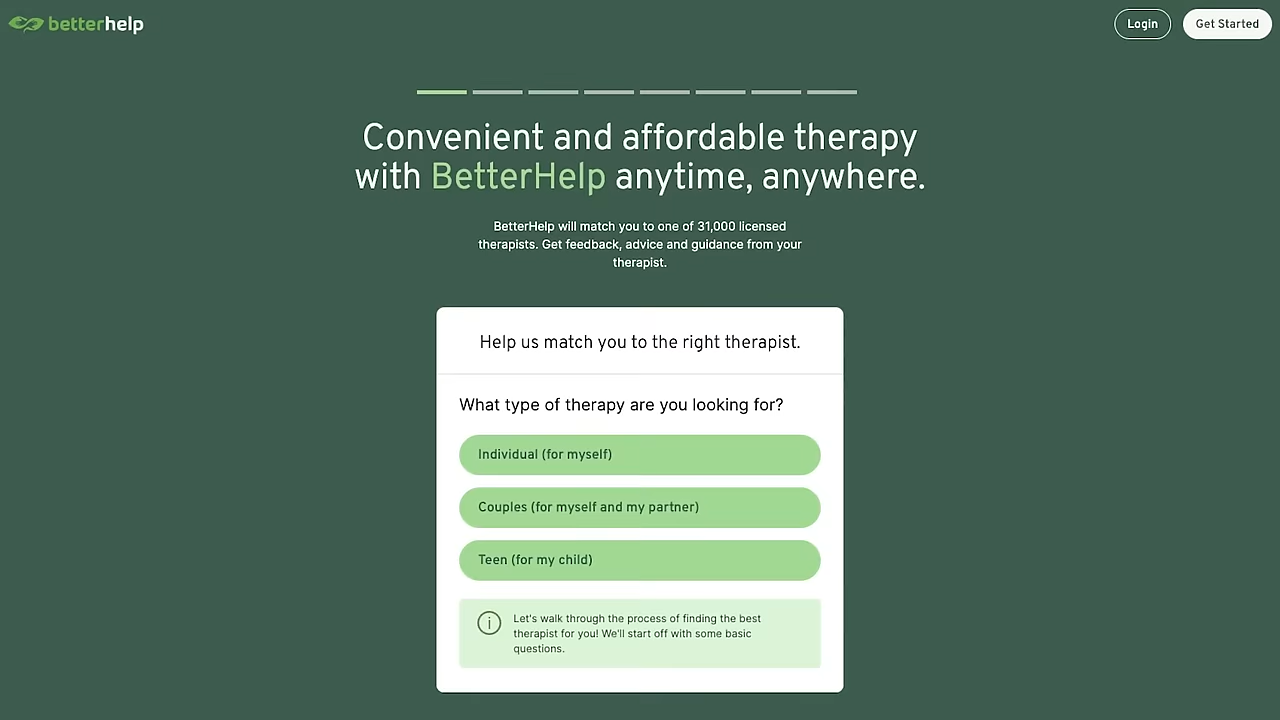 betterhelp
Login
Get Started
Convenient and affordable therapy
with BetterHelp anytime, anywhere.
BetterHelp will match you to one of 31,000 licensed
therapists. Get feedback, advice and guidance from your
therapist.
Help us match you to the right therapist.
What type of therapy are you looking for?
Individual (for myself)
Couples (for myself and my partner)
Teen (for my child)
Let's walk through the process of finding the best
therapist for you! We'll start off with some basic
questions.